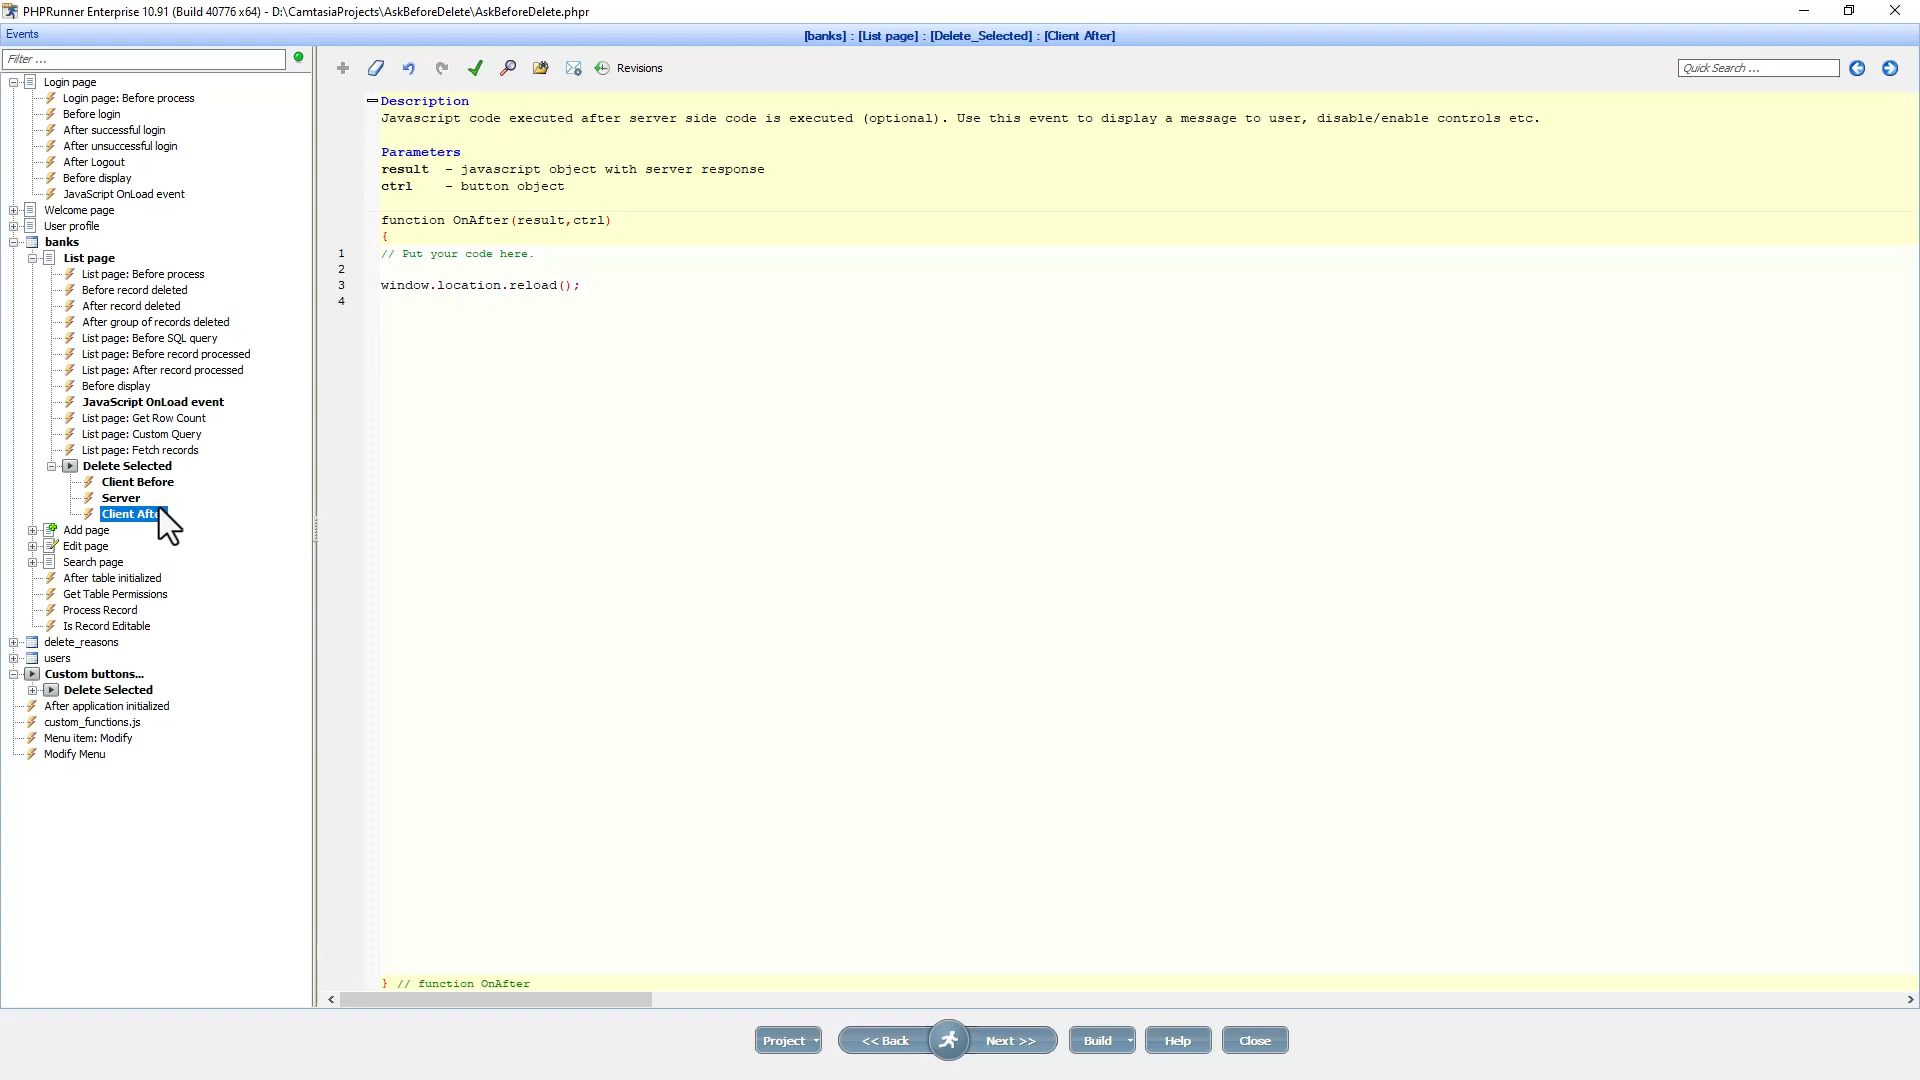 PHPRunner Enterprise 10.91 (Build 40776 x64) - D:\CamtasiaProjects\AskBeforeDelete\AskBeforeDelete.phpr
Events
[banks] : [List page] : [Delete_Selected] : [Client After]
Filter ...
Revisions
Quick Search ...
Login page
Login page: Before process
Before login
After successful login
After unsuccessful login
After Logout
Before display
JavaScript OnLoad event
Welcome page
User profile
banks
List page
List page: Before process
Before record deleted
After record deleted
After group of records deleted
List page: Before SQL query
List page: Before record processed
List page: After record processed
Before display
JavaScript OnLoad event
List page: Get Row Count
List page: Custom Query
List page: Fetch records
Delete Selected
Client Before
Server
Client Afte
Add page
Edit page
Search page
After table initialized
Get Table Permissions
Process Record
Is Record Editable
delete_reasons
users
Custom buttons...
Delete Selected
After application initialized
custom_functions.js
Menu item: Modify
Modify Menu
Description
Javascript code executed after server side code is executed (optional). Use this event to display a message to user, disable/enable controls etc.
Parameters
result - javascript object with server response
ctrl - button object
function OnAfter(result,ctrl)
{
1 // Put your code here.
2
3 window.location.reload();
4
} // function OnAfter
Project
<< Back
Next >>
Build
Help
Close